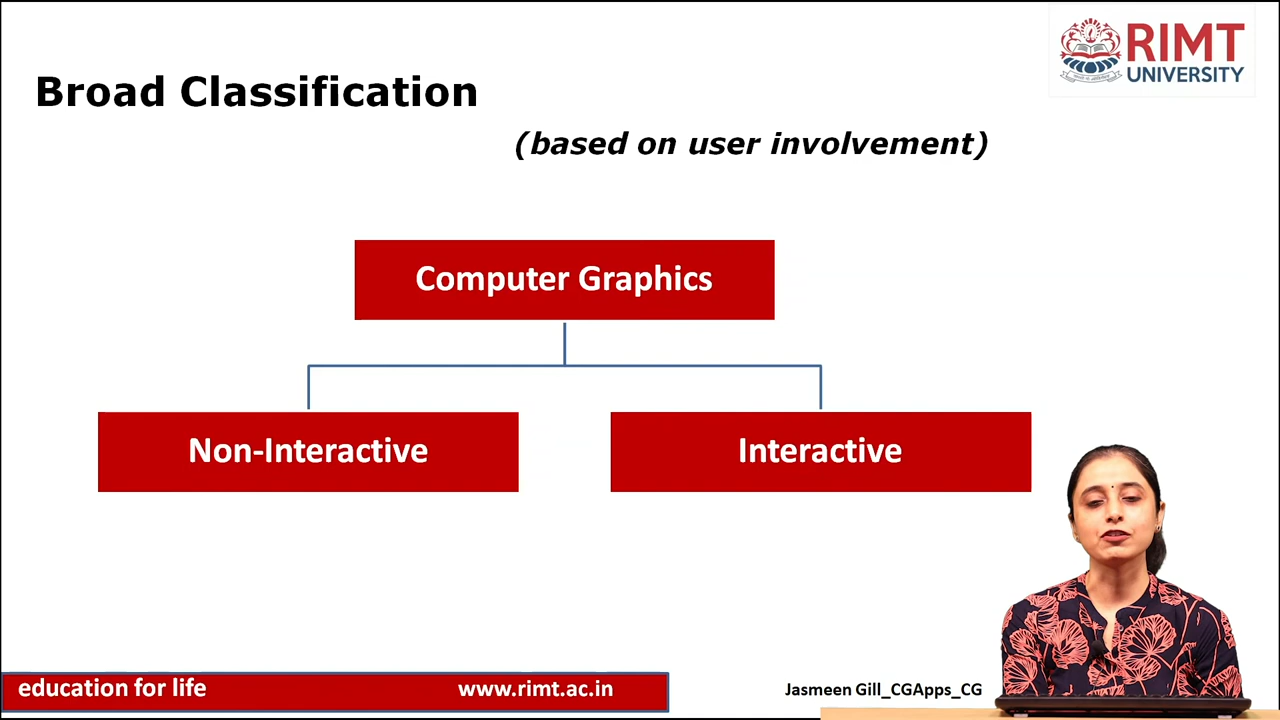 RIMT
UNIVERSITY
Broad Classification
(based on user involvement)
Computer Graphics
Non-Interactive
Interactive
education for life
www.rimt.ac.in
Jasmeen Gill_CGApps_CG